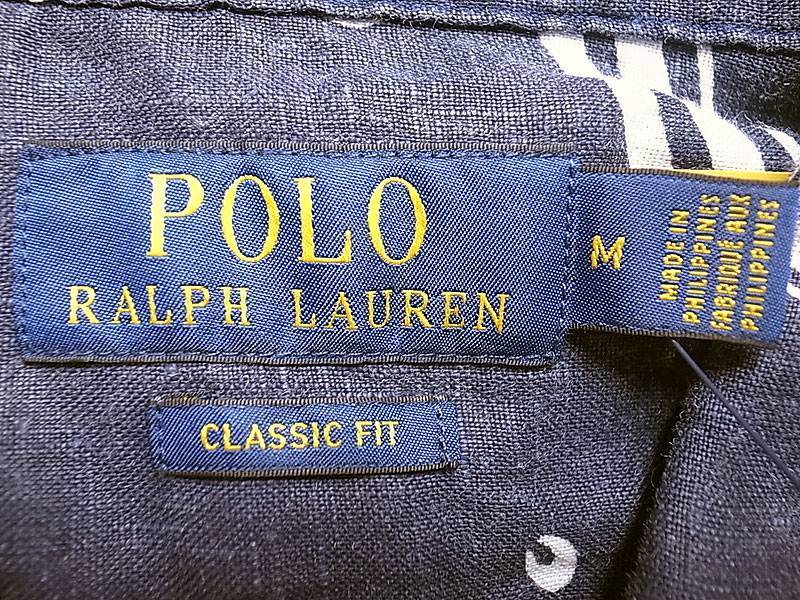 POLO
RALPH LAUREN
M
MADE IN
PHILIPPINES
FABRIQUÉ AUX
PHILIPPINES
CLASSIC FIT